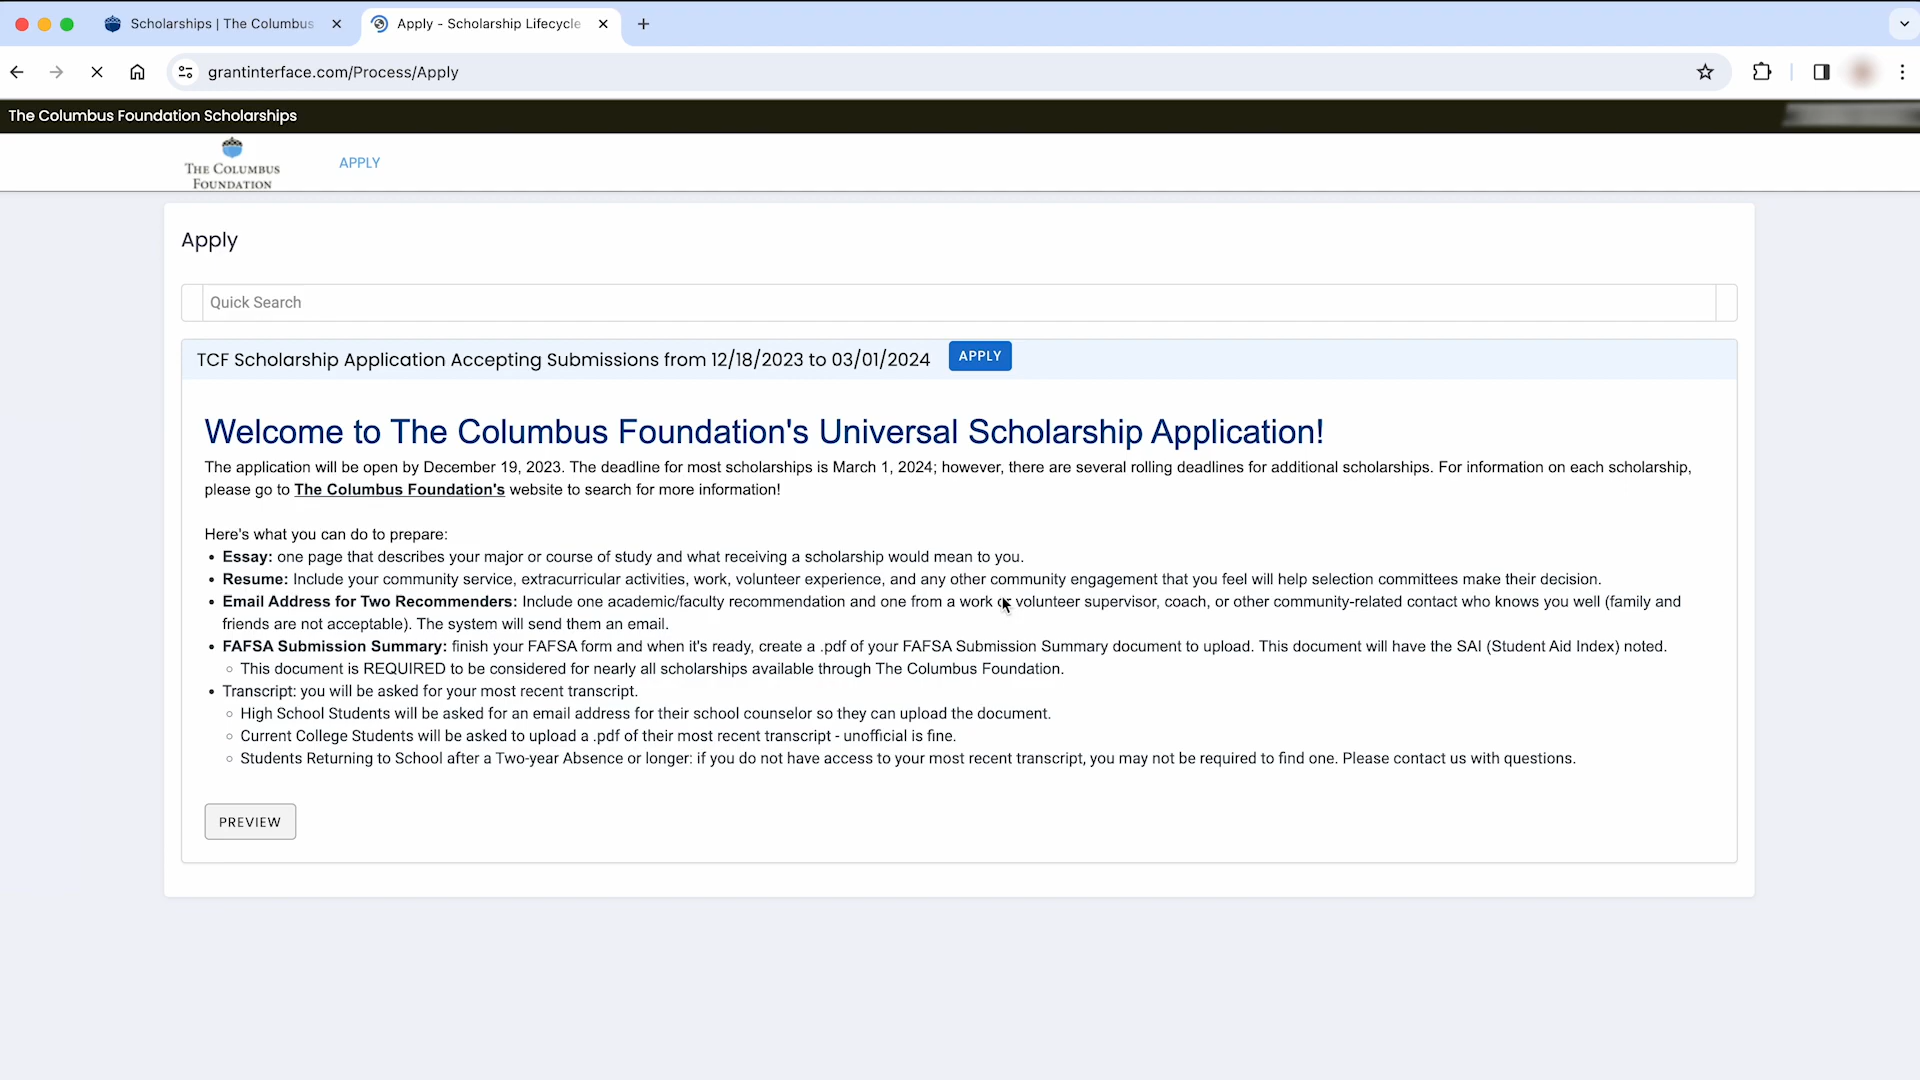 Scholarships | The Columbus
Apply - Scholarship Lifecycle
grantinterface.com/Process/Apply
The Columbus Foundation Scholarships
THE COLUMBUS
FOUNDATION
APPLY
Apply
Quick Search
TCF Scholarship Application Accepting Submissions from 12/18/2023 to 03/01/2024 APPLY
Welcome to The Columbus Foundation's Universal Scholarship Application!
The application will be open by December 19, 2023. The deadline for most scholarships is March 1, 2024; however, there are several rolling deadlines for additional scholarships. For information on each scholarship,
please go to The Columbus Foundation's website to search for more information!
Here's what you can do to prepare:
• Essay: one page that describes your major or course of study and what receiving a scholarship would mean to you.
• Resume: Include your community service, extracurricular activities, work, volunteer experience, and any other community engagement that you feel will help selection committees make their decision.
• Email Address for Two Recommenders: Include one academic/faculty recommendation and one from a work or volunteer supervisor, coach, or other community-related contact who knows you well (family and
friends are not acceptable). The system will send them an email.
• FAFSA Submission Summary: finish your FAFSA form and when it's ready, create a .pdf of your FAFSA Submission Summary document to upload. This document will have the SAI (Student Aid Index) noted.
◦ This document is REQUIRED to be considered for nearly all scholarships available through The Columbus Foundation.
• Transcript: you will be asked for your most recent transcript.
◦ High School Students will be asked for an email address for their school counselor so they can upload the document.
◦ Current College Students will be asked to upload a .pdf of their most recent transcript - unofficial is fine.
◦ Students Returning to School after a Two-year Absence or longer: if you do not have access to your most recent transcript, you may not be required to find one. Please contact us with questions.
PREVIEW